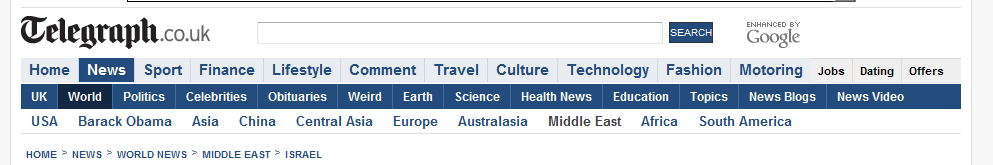 Telegraph.co.uk SEARCH ENHANCED BY Google
Home News Sport Finance Lifestyle Comment Travel Culture Technology Fashion Motoring Jobs Dating Offers
UK World Politics Celebrities Obituaries Weird Earth Science Health News Education Topics News Blogs News Video
USA Barack Obama Asia China Central Asia Europe Australasia Middle East Africa South America
HOME > NEWS > WORLD NEWS > MIDDLE EAST > ISRAEL